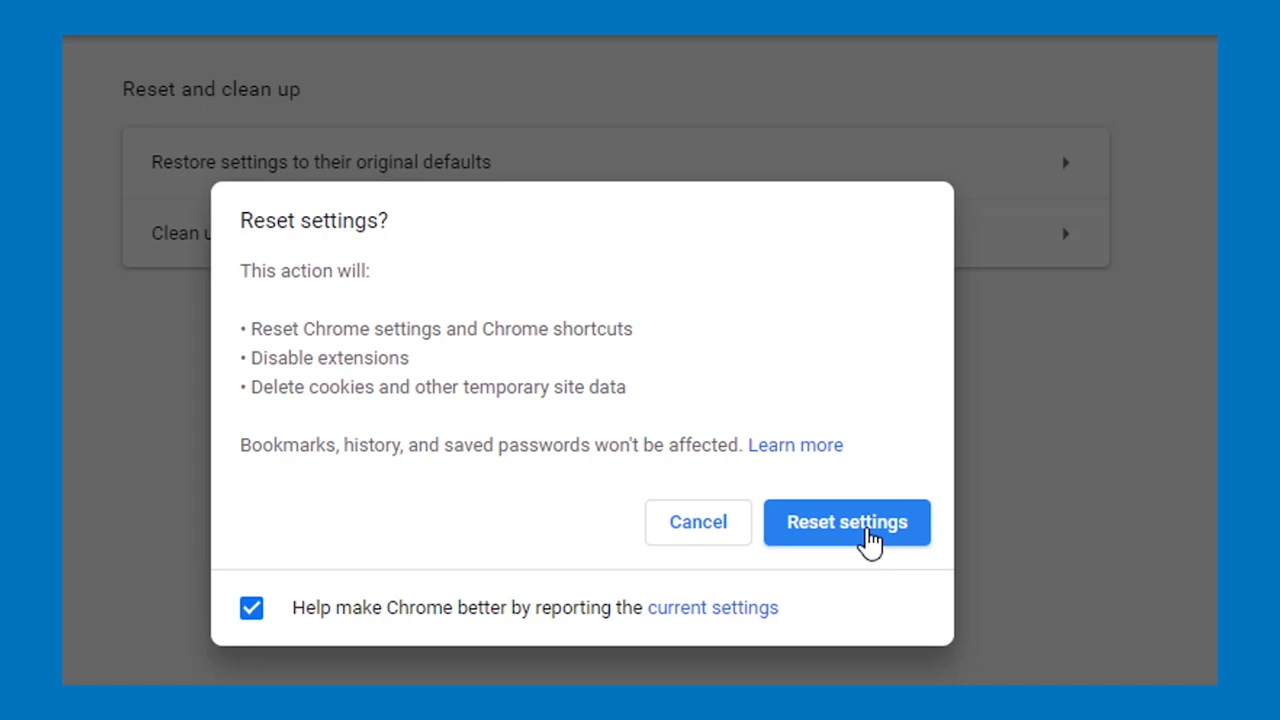 Reset and clean up
Restore settings to their original defaults
Clean u
Reset settings?
This action will:
• Reset Chrome settings and Chrome shortcuts
• Disable extensions
• Delete cookies and other temporary site data
Bookmarks, history, and saved passwords won't be affected. Learn more
Cancel Reset settings
Help make Chrome better by reporting the current settings